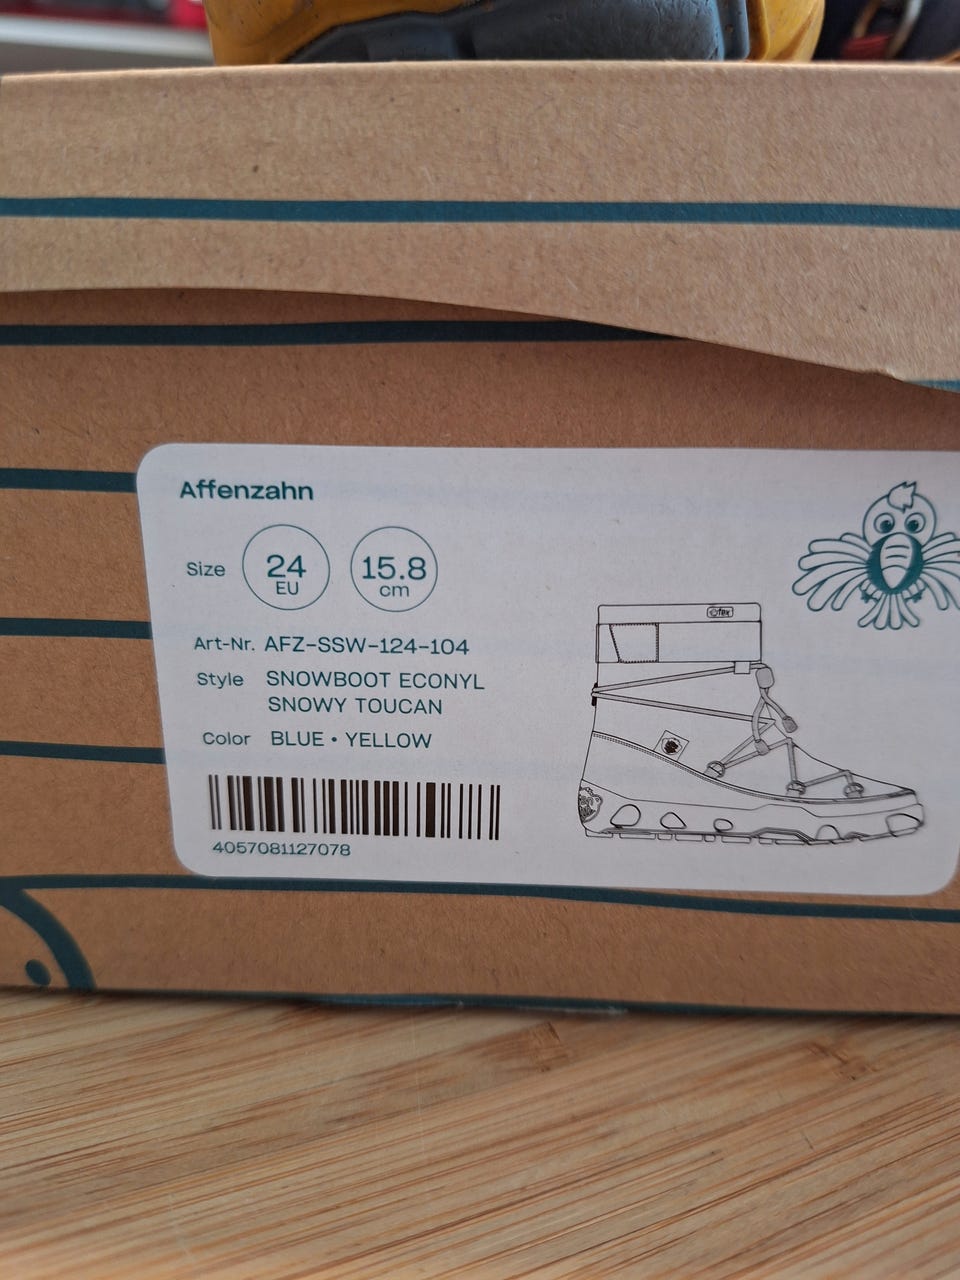 Affenzahn
Size 24 EU 15.8 cm
Art-Nr. AFZ-SSW-124-104
Style SNOWBOOT ECONYL
SNOWY TOUCAN
Color BLUE • YELLOW
4057081127078
tex